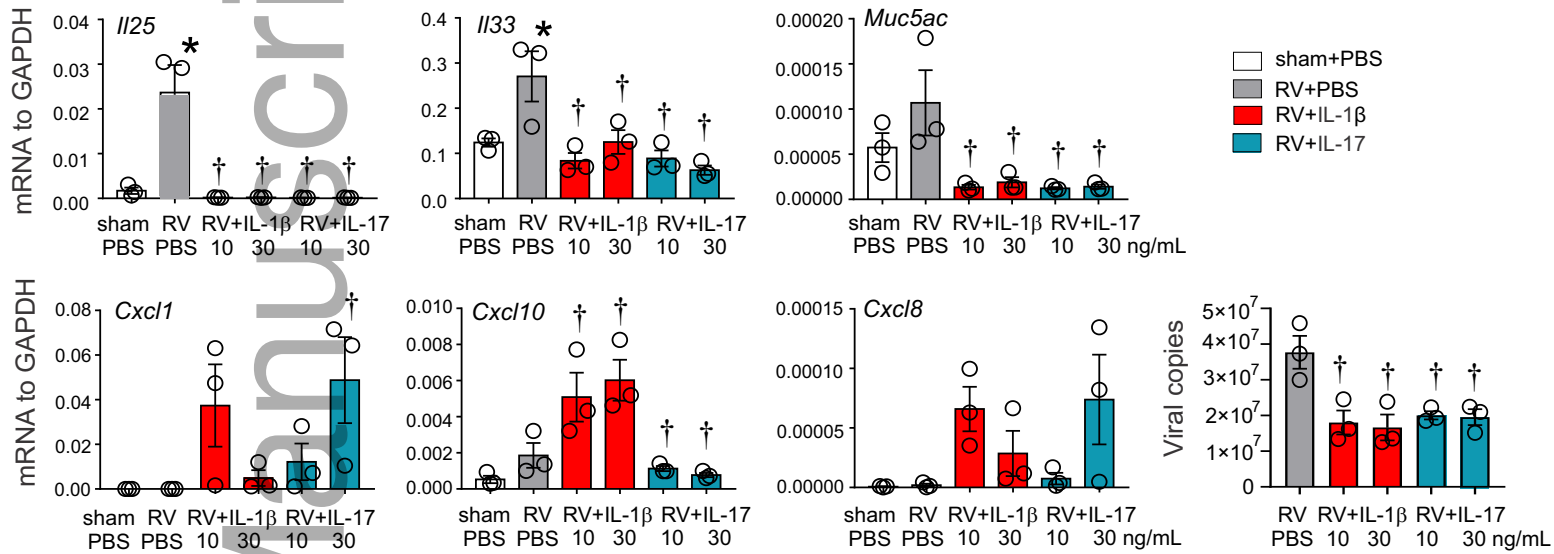 Il25
*
† † † †
mRNA to GAPDH
0.04
0.03
0.02
0.01
0.00
sham RV RV+IL-1β RV+IL-17
PBS PBS 10 30 10 30
Il33
*
† † † †
0.4
0.3
0.2
0.1
0.0
sham RV RV+IL-1β RV+IL-17
PBS PBS 10 30 10 30
Muc5ac
† † † †
0.00020
0.00015
0.00010
0.00005
0.00000
sham RV RV+IL-1β RV+IL-17
PBS PBS 10 30 10 30 ng/mL
sham+PBS
RV+PBS
RV+IL-1β
RV+IL-17
Cxcl1
†
mRNA to GAPDH
0.08
0.06
0.04
0.02
0.00
sham RV RV+IL-1β RV+IL-17
PBS PBS 10 30 10 30
Cxcl10
† † † †
0.010
0.008
0.006
0.004
0.002
0.000
sham RV RV+IL-1β RV+IL-17
PBS PBS 10 30 10 30
Cxcl8
0.00015
0.00010
0.00005
0.00000
sham RV RV+IL-1β RV+IL-17
PBS PBS 10 30 10 30 ng/mL
Viral copies
† † † †
5×10⁷
4×10⁷
3×10⁷
2×10⁷
1×10⁷
0
RV RV+IL-1β RV+IL-17
PBS 10 30 10 30 ng/mL